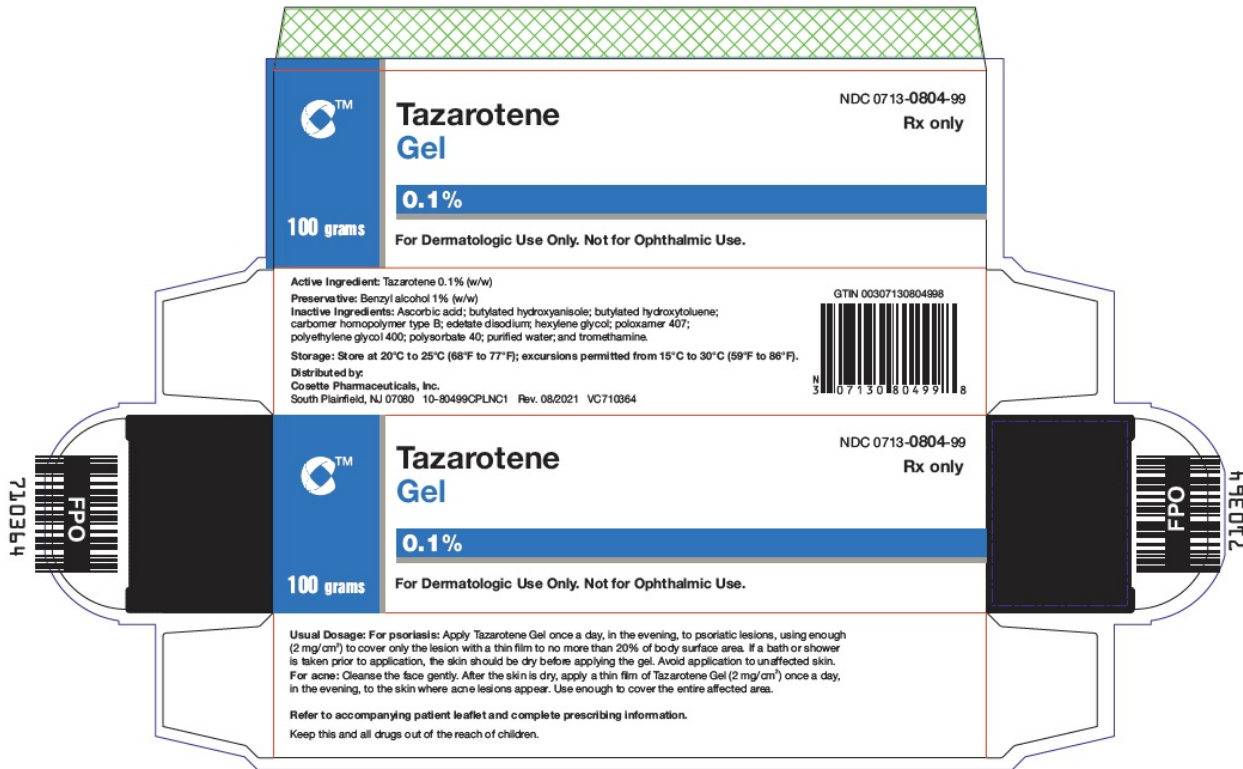 TM
Tazarotene
Gel
NDC 0713-0804-99
Rx only
0.1%
100 grams
For Dermatologic Use Only. Not for Ophthalmic Use.
Active Ingredient: Tazarotene 0.1% (w/w)
Preservative: Benzyl alcohol 1% (w/w)
Inactive Ingredients: Ascorbic acid; butylated hydroxyanisole; butylated hydroxytoluene;
carbomer homopolymer type B; edetate disodium; hexylene glycol; poloxamer 407;
polyethylene glycol 400; polysorbate 40; purified water; and tromethamine.
Storage: Store at 20°C to 25°C (68°F to 77°F); excursions permitted from 15°C to 30°C (59°F to 86°F).
Distributed by:
Cosette Pharmaceuticals, Inc.
South Plainfield, NJ 07080 10-80499CPLNC1 Rev. 08/2021 VC710364
GTIN 00307130804998
N
3 07130 80499 8
TM
Tazarotene
Gel
NDC 0713-0804-99
Rx only
0.1%
100 grams
For Dermatologic Use Only. Not for Ophthalmic Use.
710364
FPO
FPO
710364
Usual Dosage: For psoriasis: Apply Tazarotene Gel once a day, in the evening, to psoriatic lesions, using enough
(2 mg/cm²) to cover only the lesion with a thin film to no more than 20% of body surface area. If a bath or shower
is taken prior to application, the skin should be dry before applying the gel. Avoid application to unaffected skin.
For acne: Cleanse the face gently. After the skin is dry, apply a thin film of Tazarotene Gel (2 mg/cm²) once a day,
in the evening, to the skin where acne lesions appear. Use enough to cover the entire affected area.
Refer to accompanying patient leaflet and complete prescribing information.
Keep this and all drugs out of the reach of children.